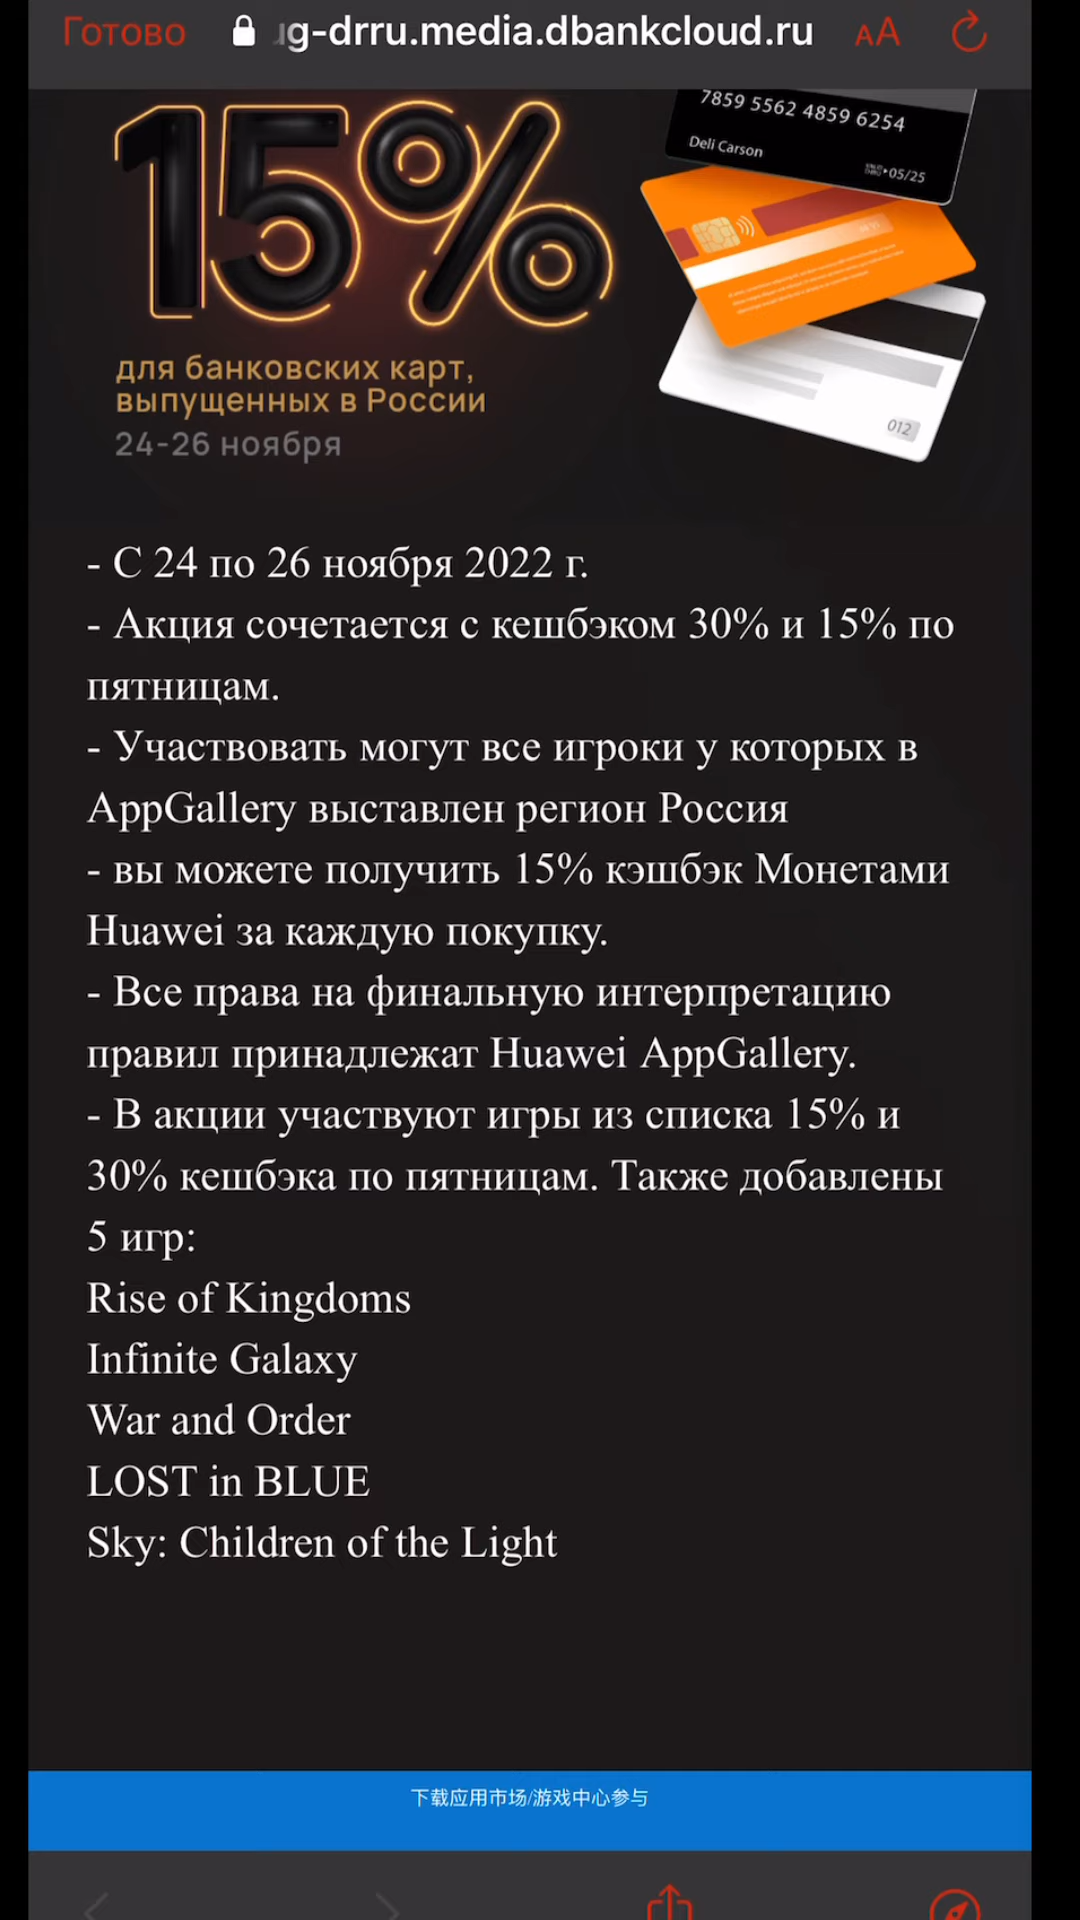 Готово
g-drru.media.dbankcloud.ru
AA
15%
7859 5562 4859 6254
Deli Carson
05/25
для банковских карт,
выпущенных в России
24-26 ноября
012
- С 24 по 26 ноября 2022 г.
- Акция сочетается с кешбэком 30% и 15% по
пятницам.
- Участвовать могут все игроки у которых в
AppGallery выставлен регион Россия
- вы можете получить 15% кэшбэк Монетами
Huawei за каждую покупку.
- Все права на финальную интерпретацию
правил принадлежат Huawei AppGallery.
- В акции участвуют игры из списка 15% и
30% кешбэка по пятницам. Также добавлены
5 игр:
Rise of Kingdoms
Infinite Galaxy
War and Order
LOST in BLUE
Sky: Children of the Light
下载应用市场/游戏中心参与